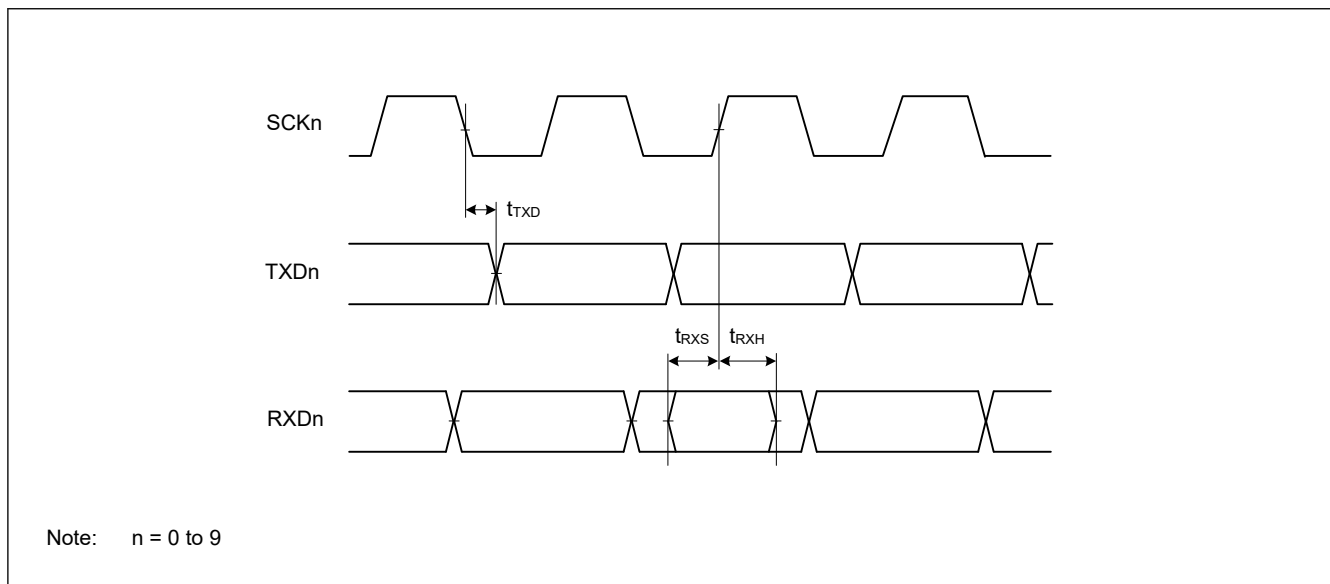 SCKn
tTXD
TXDn
tRXS tRXH
RXDn
Note: n = 0 to 9